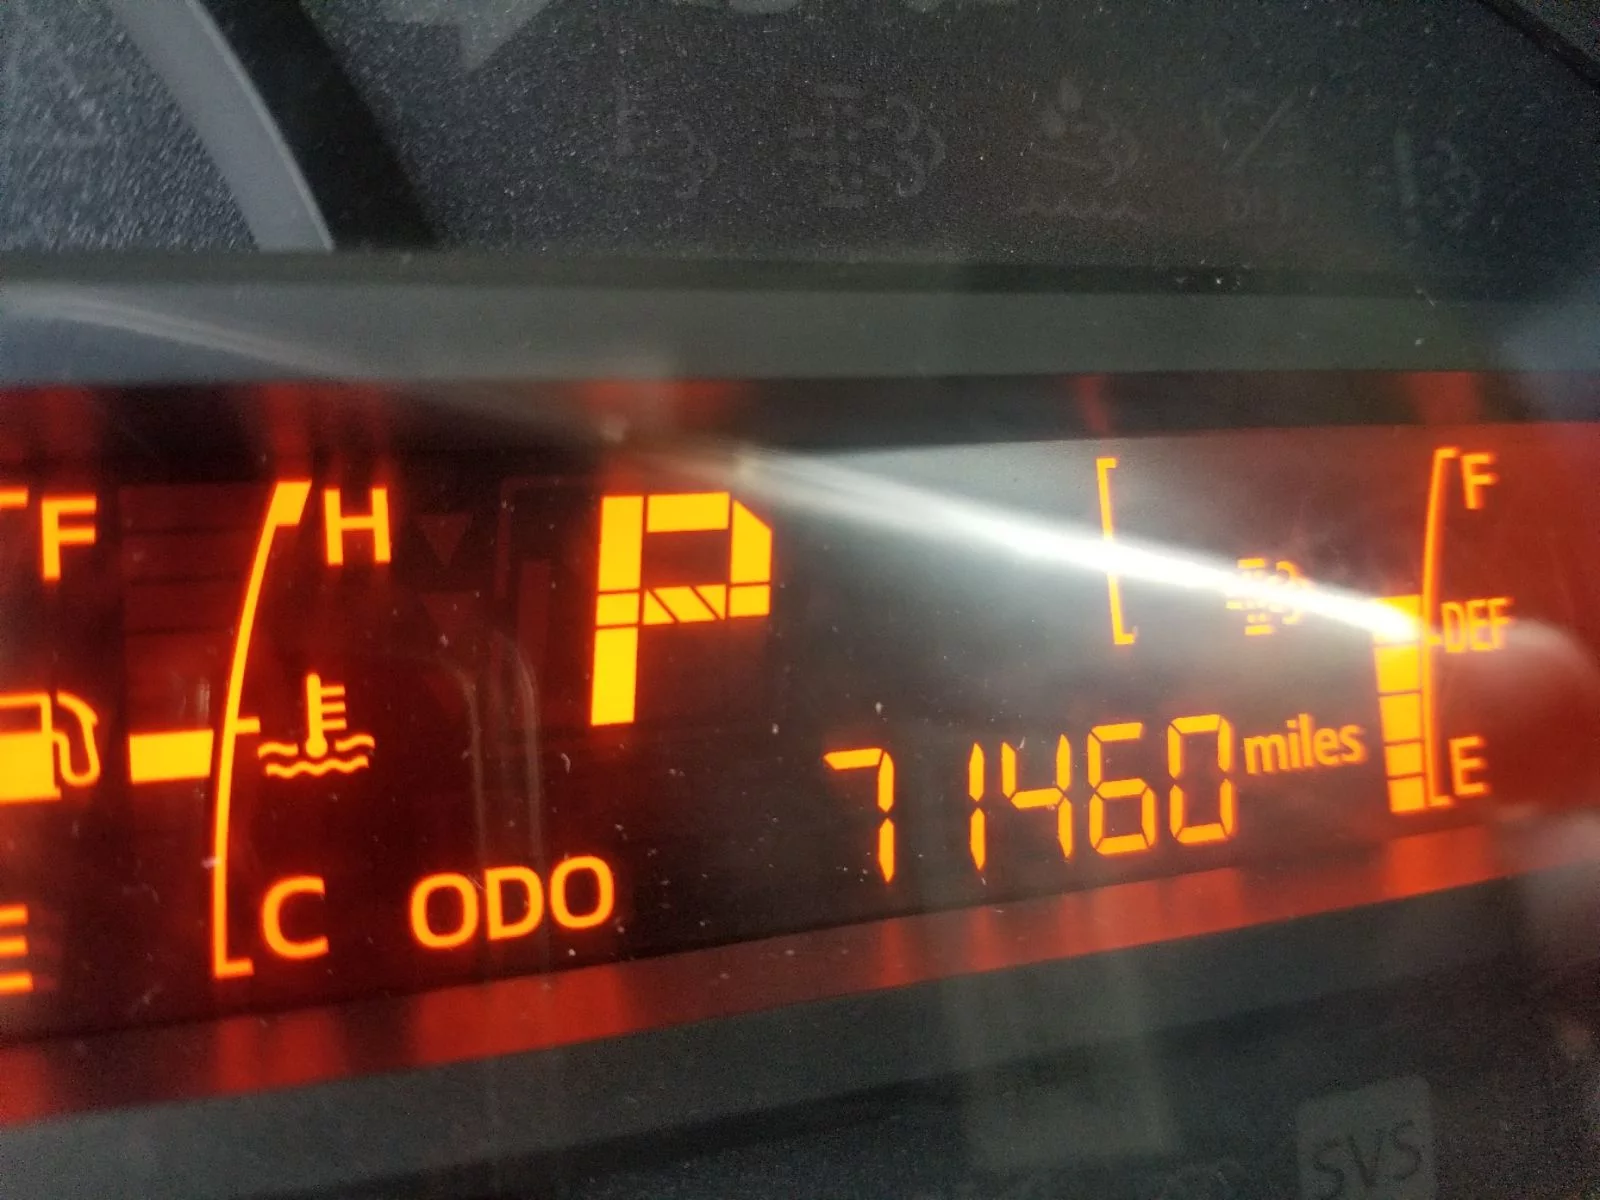 F H P F
DEF
71460 miles E
E C ODO
SVS